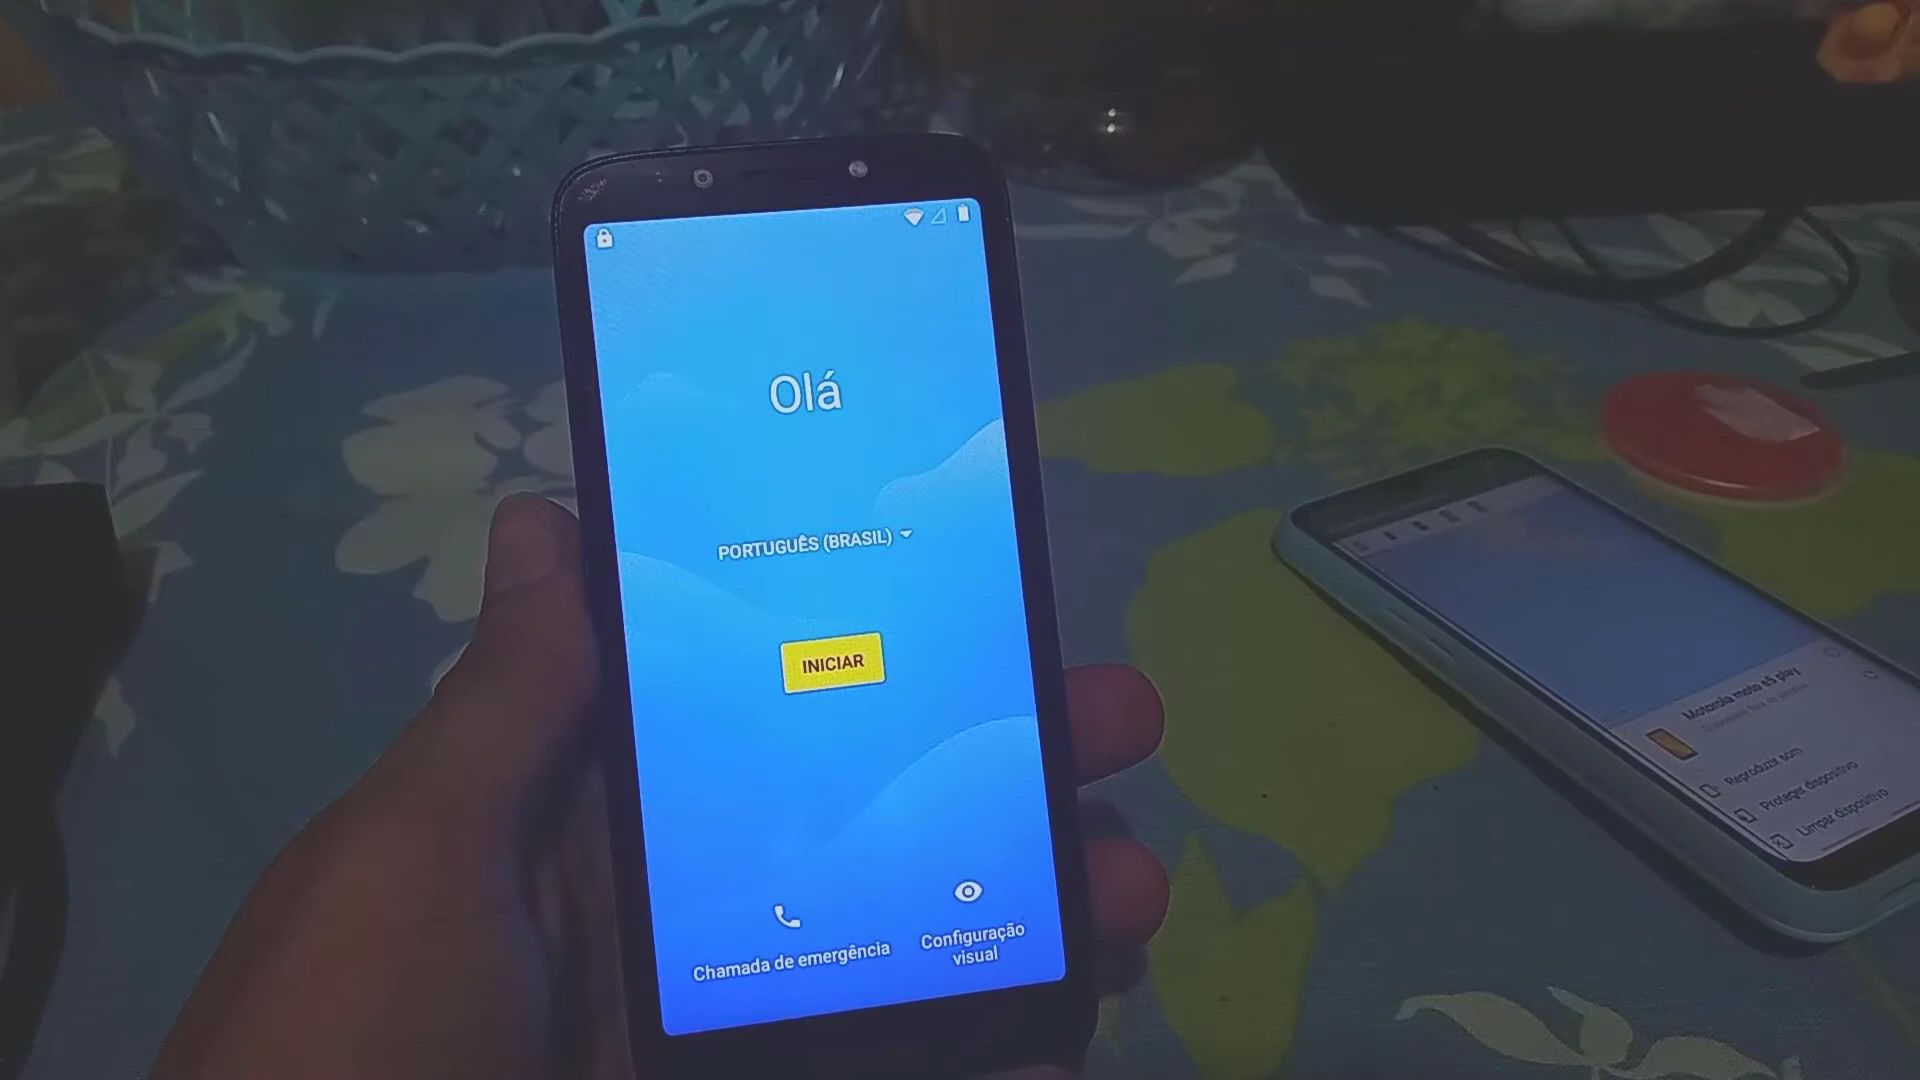 Olá
PORTUGUÊS (BRASIL)
INICIAR
Chamada de emergência
Configuração
visual
Motorola moto e5 play
Reproduzir som
Proteger dispositivo
Limpar dispositivo